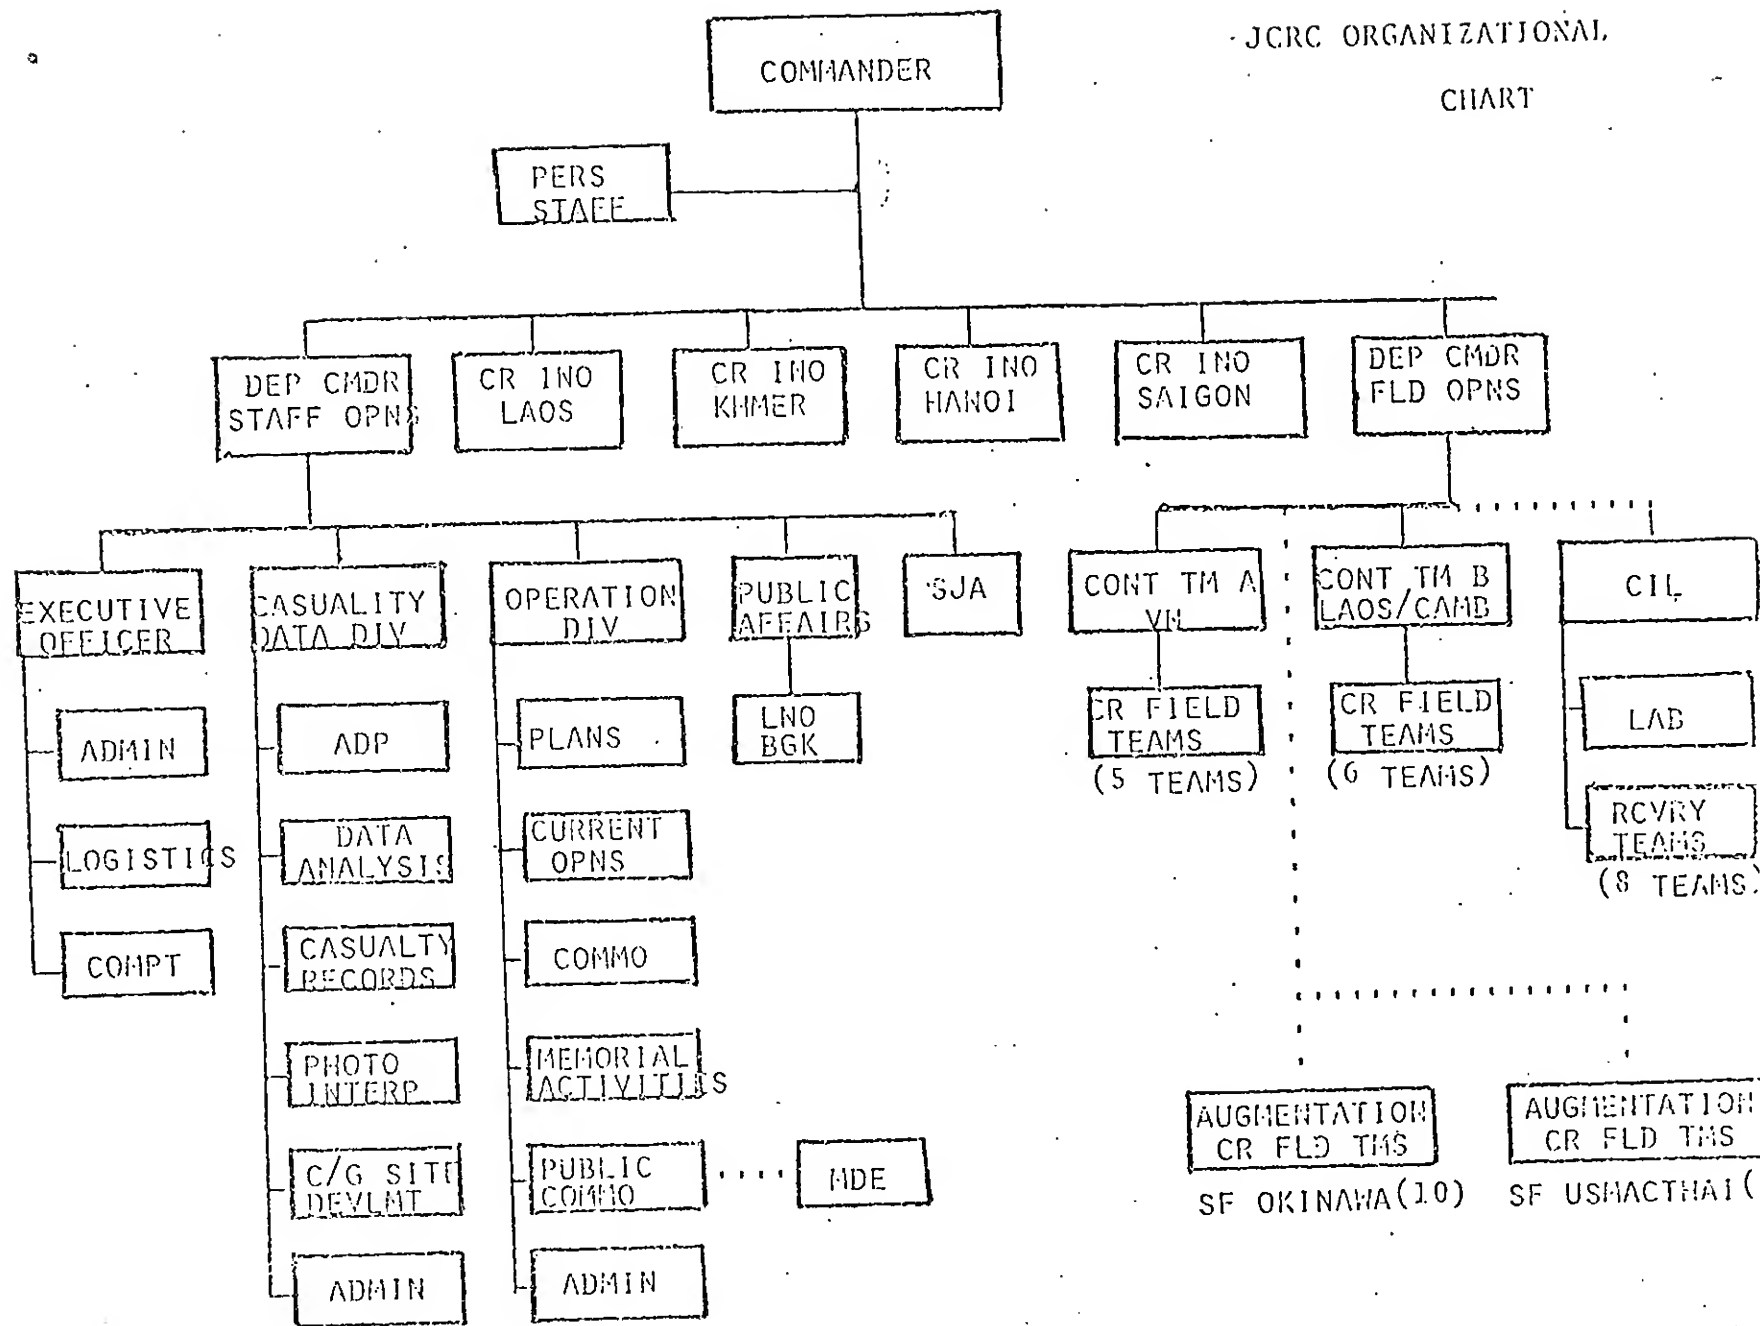 JCRC ORGANIZATIONAL
CHART
COMMANDER
PERS
STAFF
DEP CMDR
STAFF OPNS
CR LNO
LAOS
CR LNO
KHMER
CR LNO
HANOI
CR LNO
SAIGON
DEP CMDR
FLD OPNS
EXECUTIVE
OFFICER
CASUALITY
DATA DIV
OPERATION
DIV
PUBLIC
AFFAIRS
SJA
CONT TM A
VN
CONT TM B
LAOS/CAMB
CIL
ADMIN
LOGISTICS
COMPT
ADP
DATA
ANALYSIS
CASUALTY
RECORDS
PHOTO
INTERP
C/G SITE
DEVLMT
ADMIN
PLANS
CURRENT
OPNS
COMMO
MEMORIAL
ACTIVITIES
PUBLIC
COMMO
MDE
ADMIN
LNO
BGK
CR FIELD
TEAMS
(5 TEAMS)
CR FIELD
TEAMS
(6 TEAMS)
LAB
RCVRY
TEAMS
(8 TEAMS)
AUGMENTATION
CR FLD TMS
SF OKINAWA(10)
AUGMENTATION
CR FLD TMS
SF USMACTHAI(